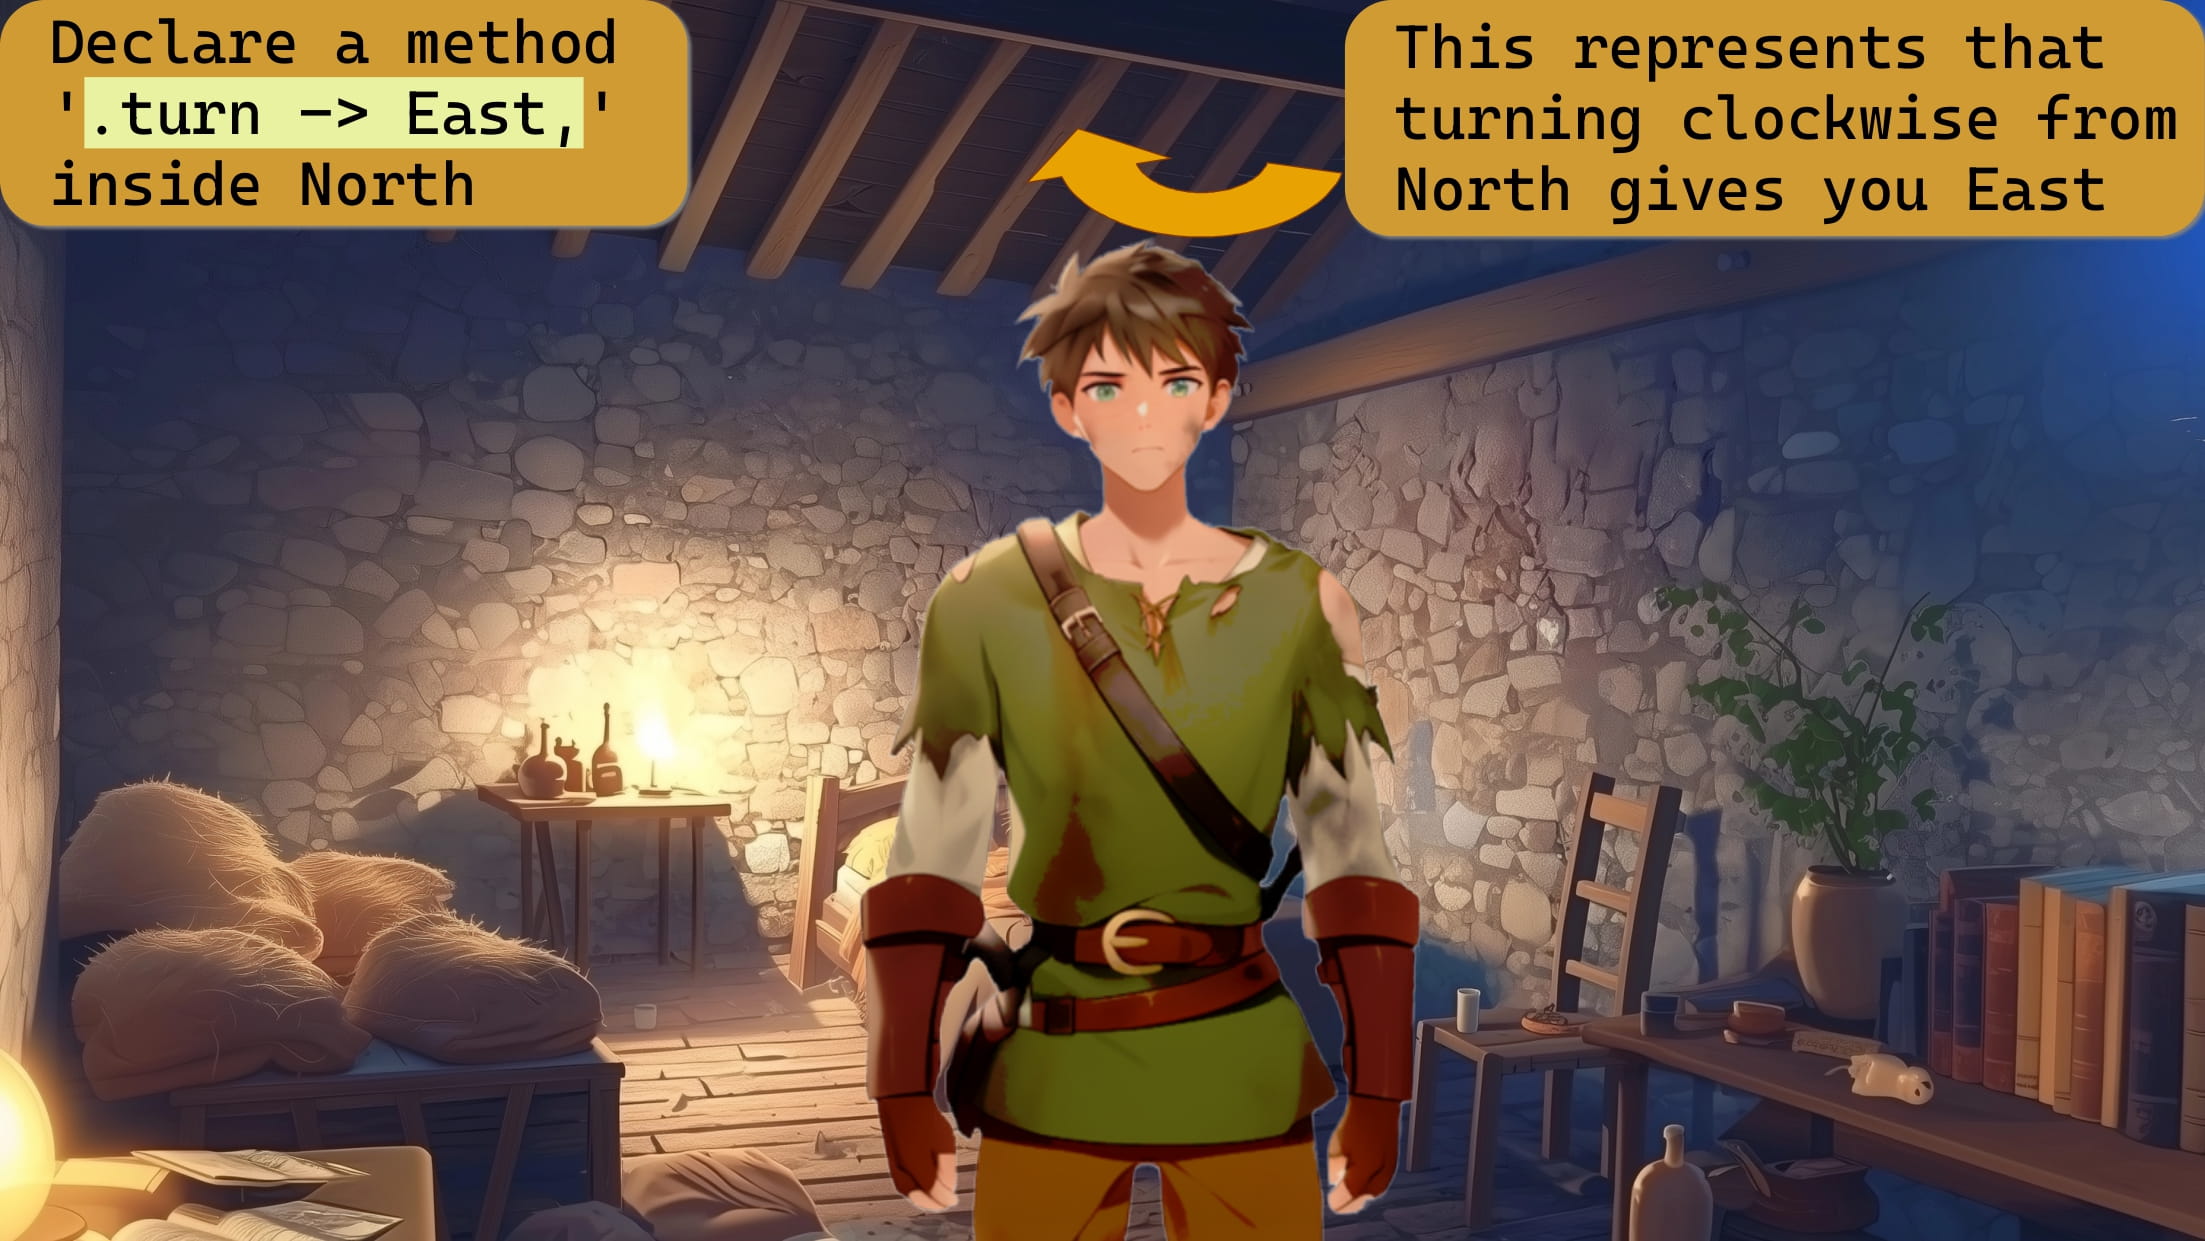 Declare a method
'.turn -> East,'
inside North
This represents that
turning clockwise from
North gives you East